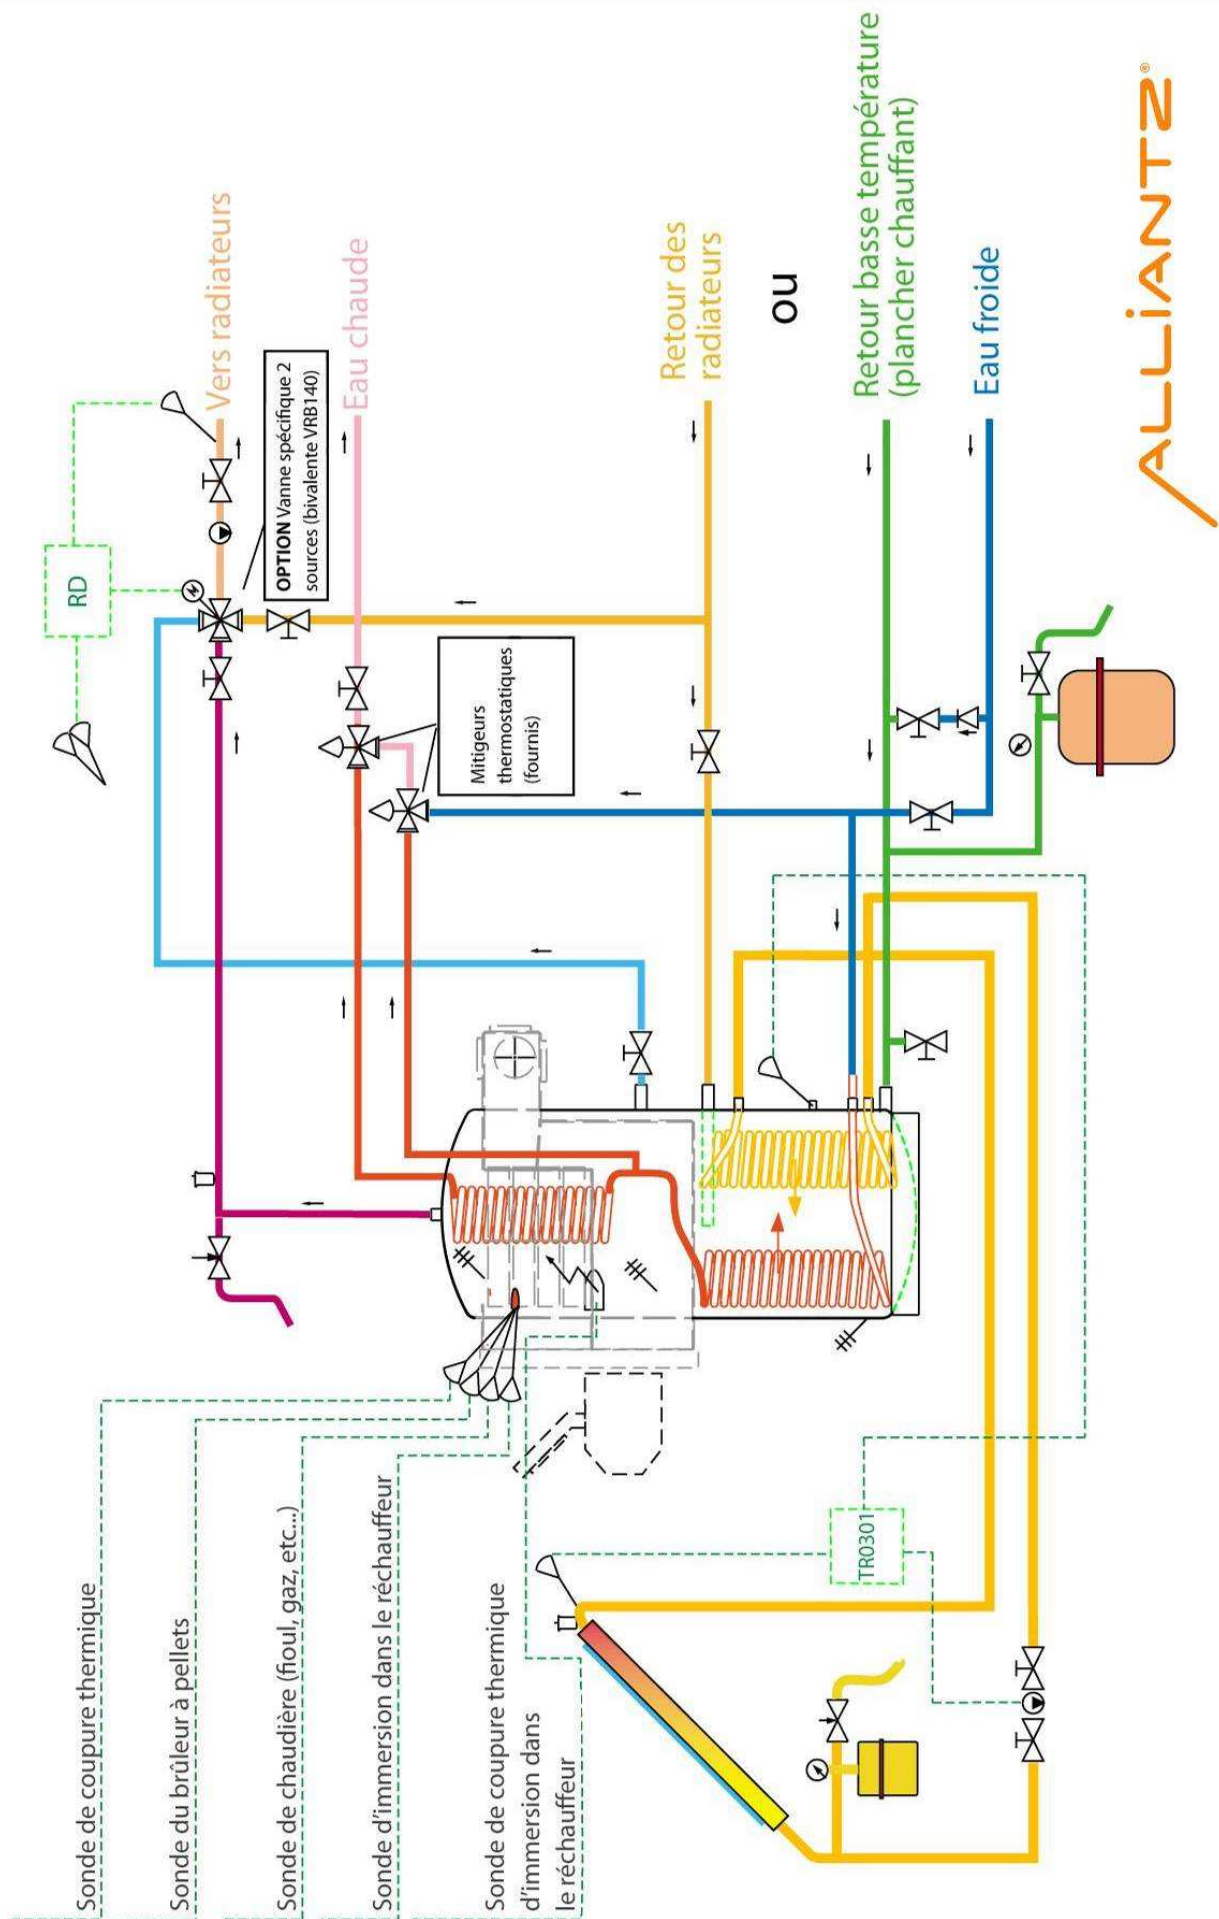 Sonde de coupure thermique
Sonde du brûleur à pellets
Sonde de chaudière (fioul, gaz, etc...)
Sonde d'immersion dans le réchauffeur
Sonde de coupure thermique
d'immersion dans
le réchauffeur
TR0301
RD
OPTION Vanne spécifique 2
sources (bivalente VRB140)
Mitigeurs
thermostatiques
(fournis)
Vers radiateurs
Eau chaude
Retour des
radiateurs
ou
Retour basse température
(plancher chauffant)
Eau froide
ALLiANTZ®